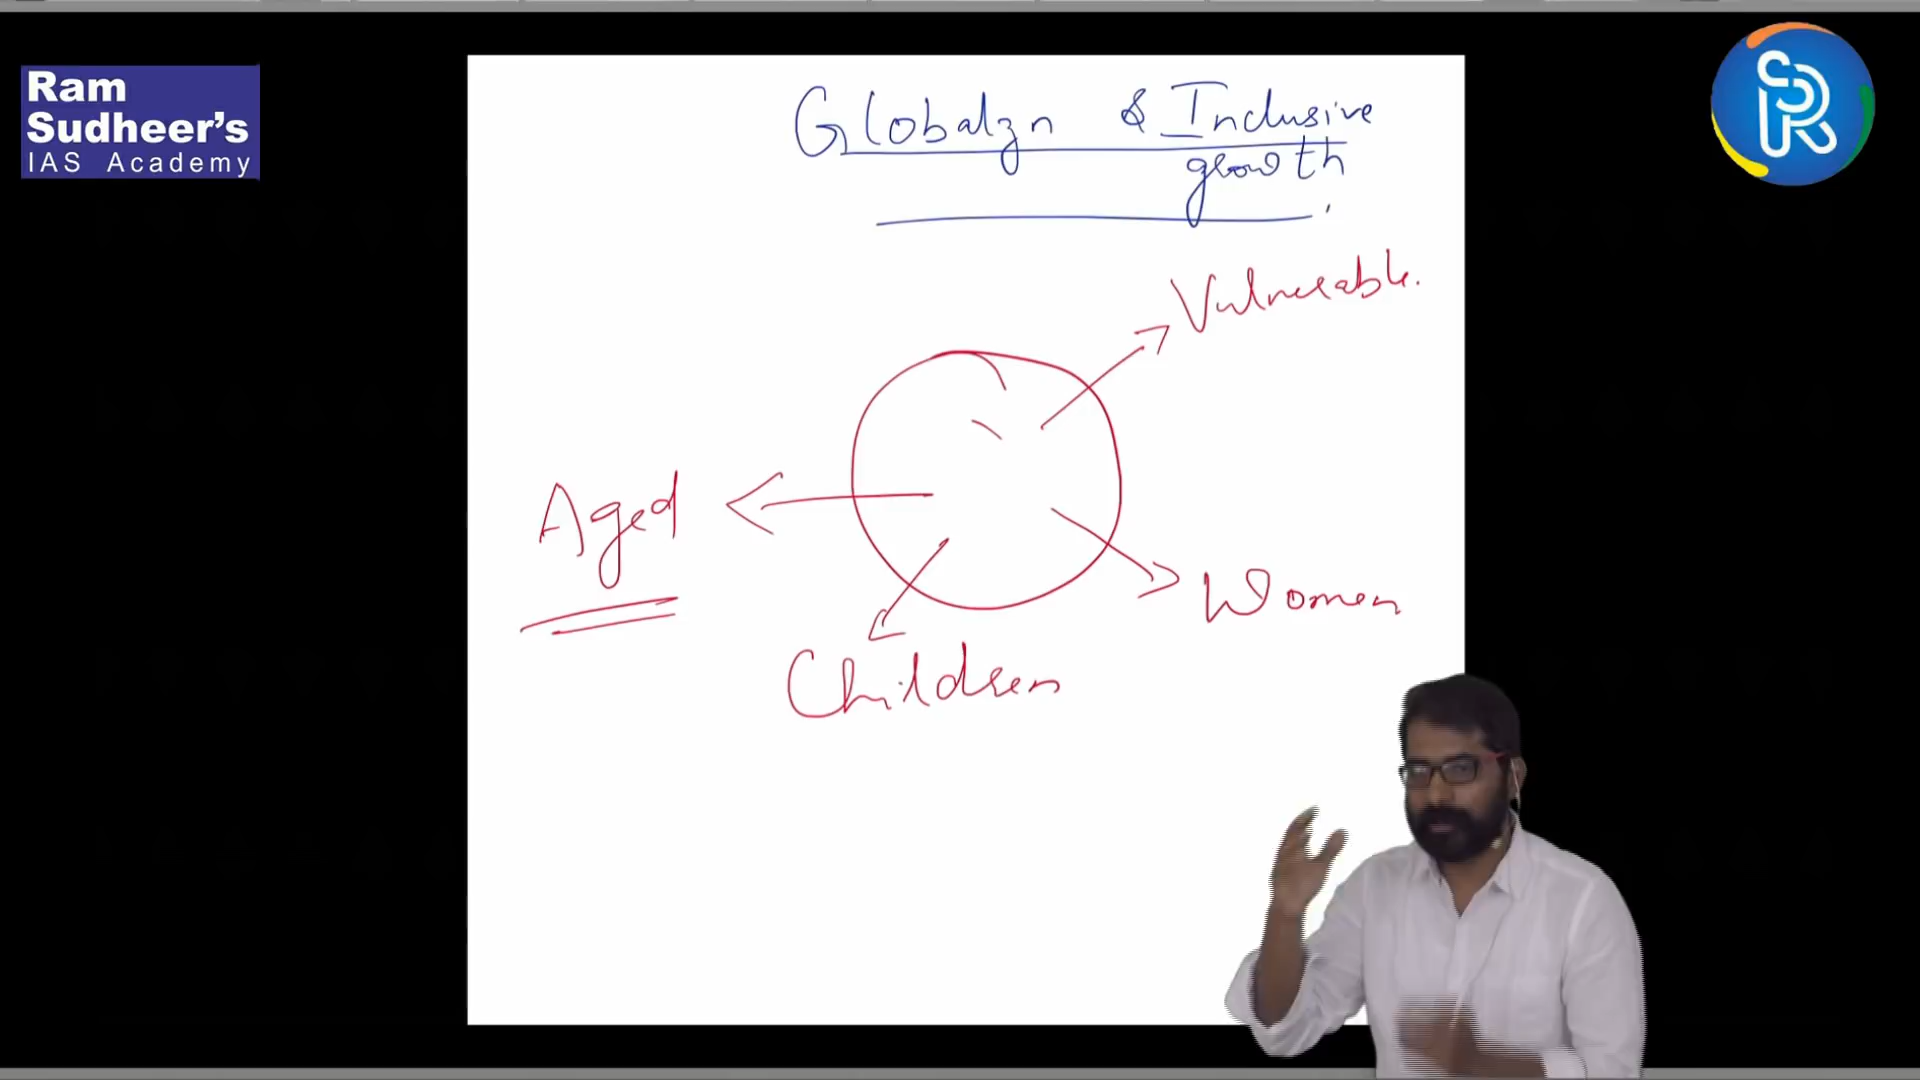 Ram
Sudheer's
IAS Academy
Globalzn & Inclusive
growth
Vulnerable.
Aged
Women
Children